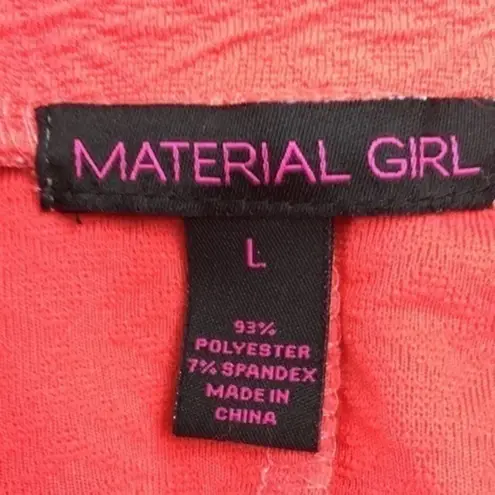 MATERIAL GIRL
L
93%
POLYESTER
7% SPANDEX
MADE IN
CHINA